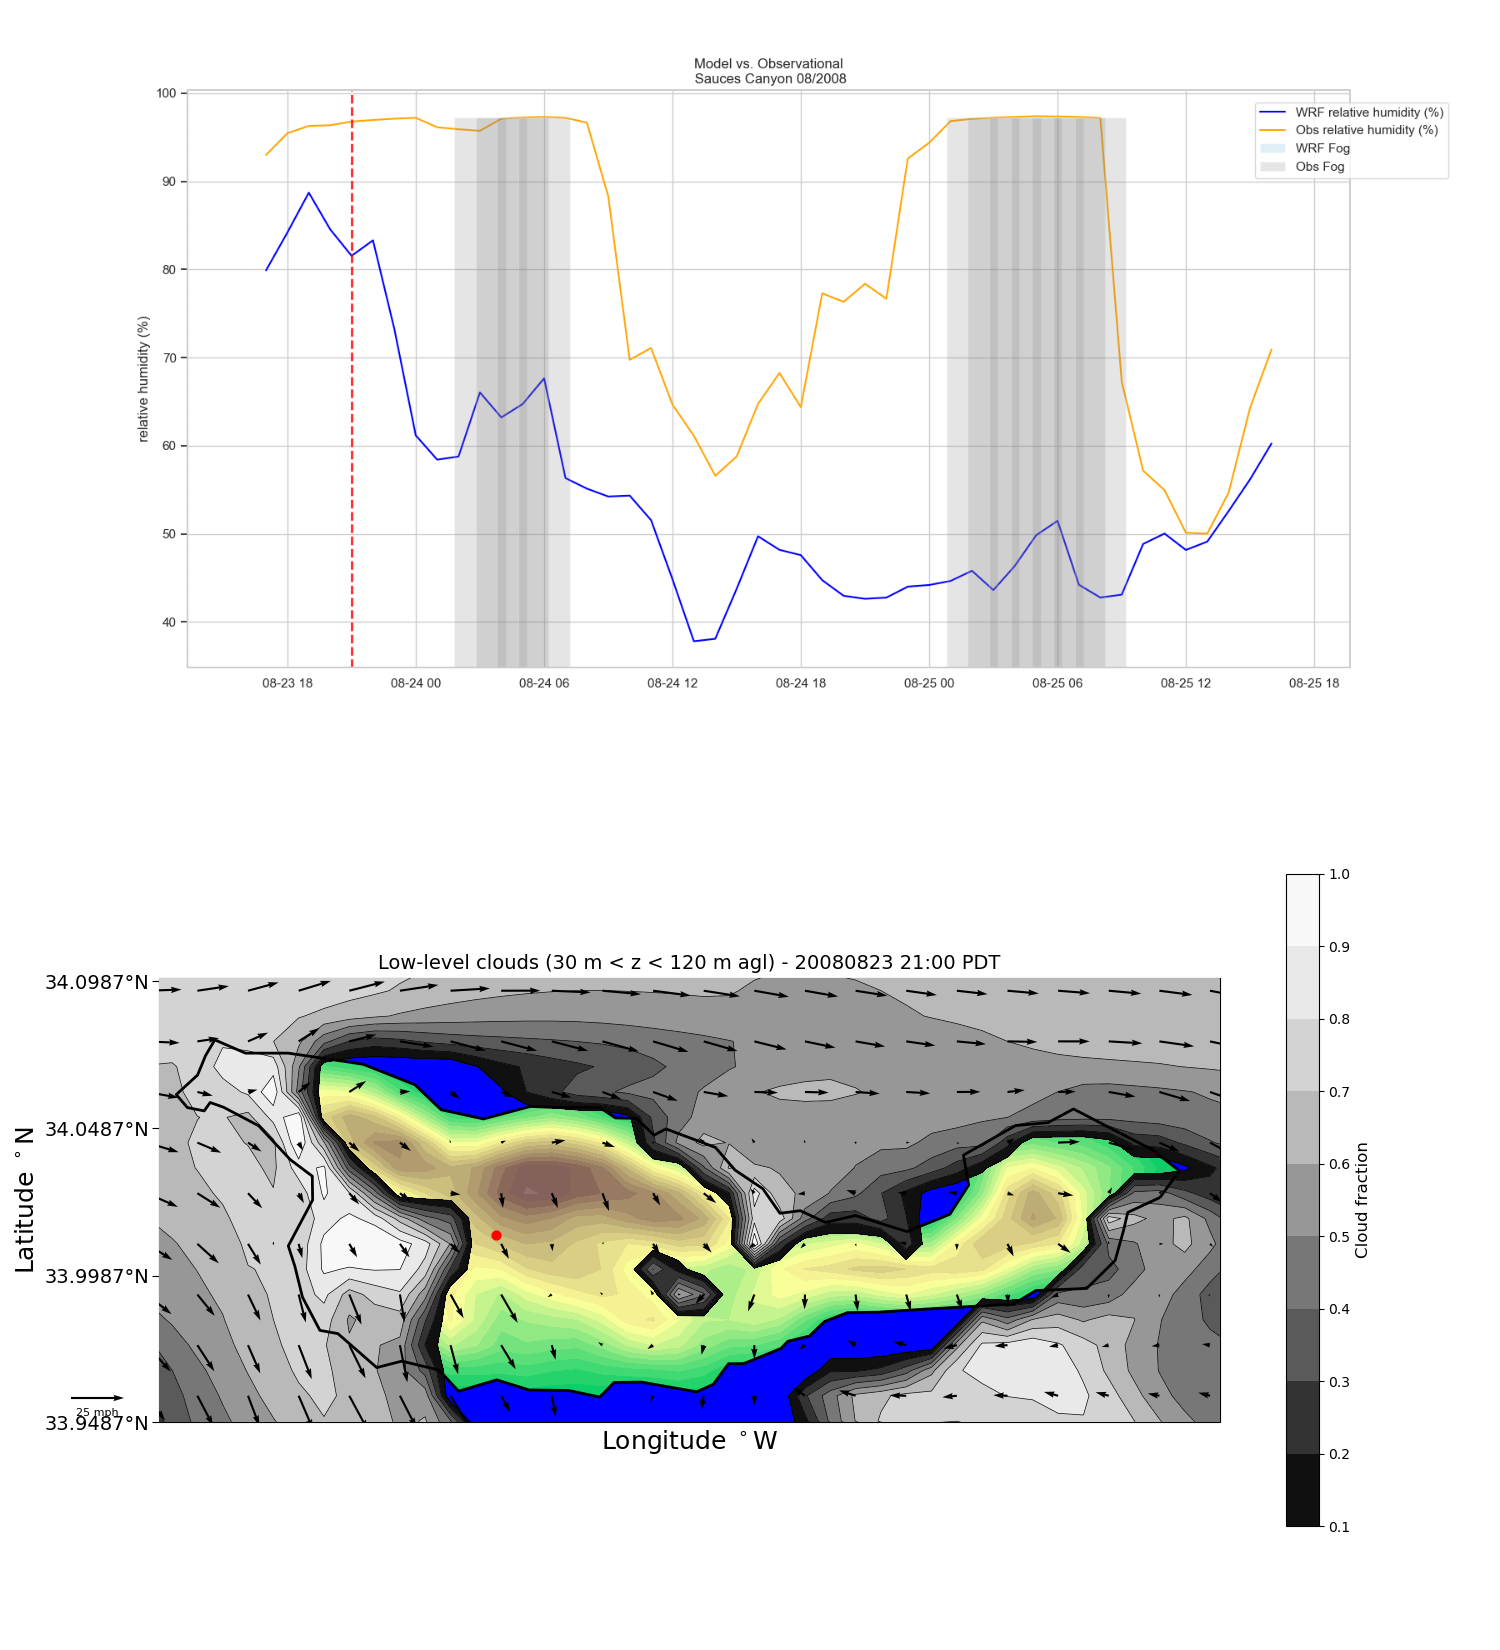 Model vs. Observational
Sauces Canyon 08/2008
100
90
80
70
60
50
40
relative humidity (%)
WRF relative humidity (%)
Obs relative humidity (%)
WRF Fog
Obs Fog
08-23 18
08-24 00
08-24 06
08-24 12
08-24 18
08-25 00
08-25 06
08-25 12
08-25 18
Low-level clouds (30 m < z < 120 m agl) - 20080823 21:00 PDT
34.0987°N
34.0487°N
33.9987°N
33.9487°N
Latitude °N
25 mph
Longitude °W
1.0
0.9
0.8
0.7
0.6
0.5
0.4
0.3
0.2
0.1
Cloud fraction